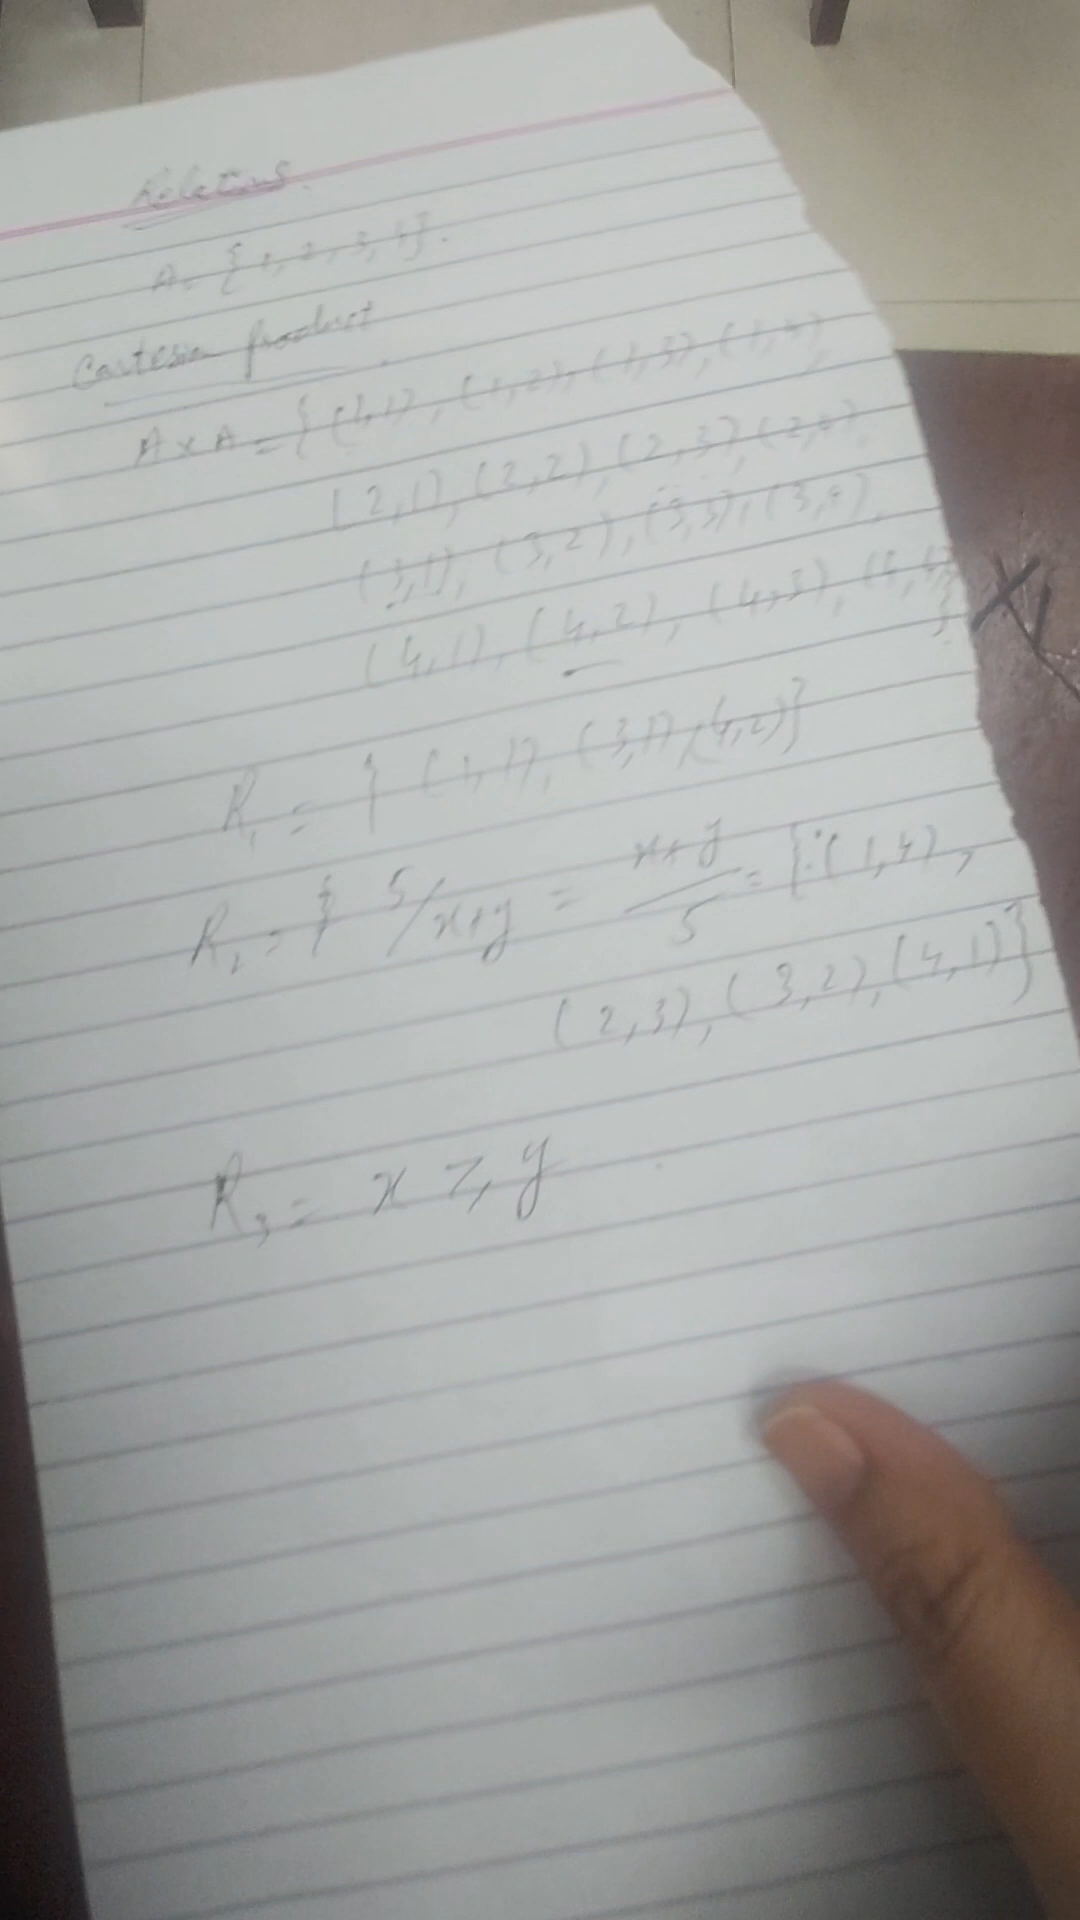 Relations.
A = {1, 2, 3, 4}.
Cartesian product
A × A = {(1,1), (1,2), (1,3), (1,4),
(2,1), (2,2), (2,3), (2,4)
(3,1), (3,2), (3,3), (3,4),
(4,1), (4,2), (4,3), (4,4)}
R₁ = { (1,1), (3,1), (4,2)}
R₂ = { 5/x+y = x+y/5 = {(1,4),
(2,3), (3,2), (4,1)}
R₃ = x ≥ y